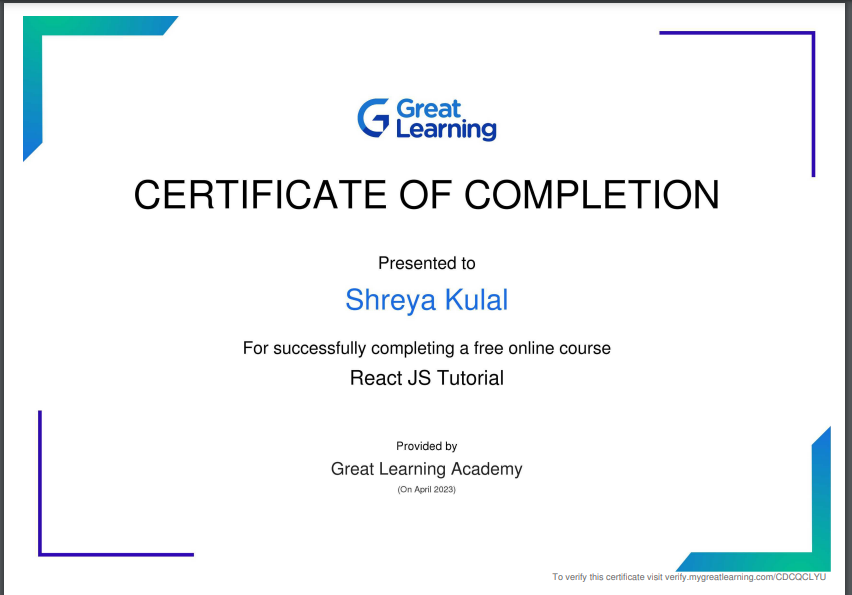 Great
Learning
CERTIFICATE OF COMPLETION
Presented to
Shreya Kulal
For successfully completing a free online course
React JS Tutorial
Provided by
Great Learning Academy
(On April 2023)
To verify this certificate visit verify.mygreatlearning.com/CDCQCLYU